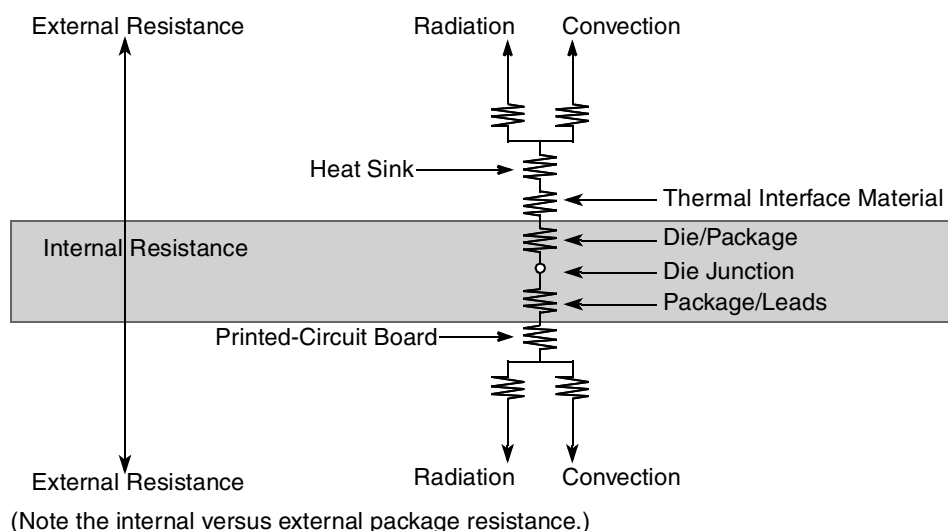 External Resistance
Radiation
Convection
Heat Sink
Thermal Interface Material
Internal Resistance
Die/Package
Die Junction
Package/Leads
Printed-Circuit Board
External Resistance
Radiation
Convection
(Note the internal versus external package resistance.)